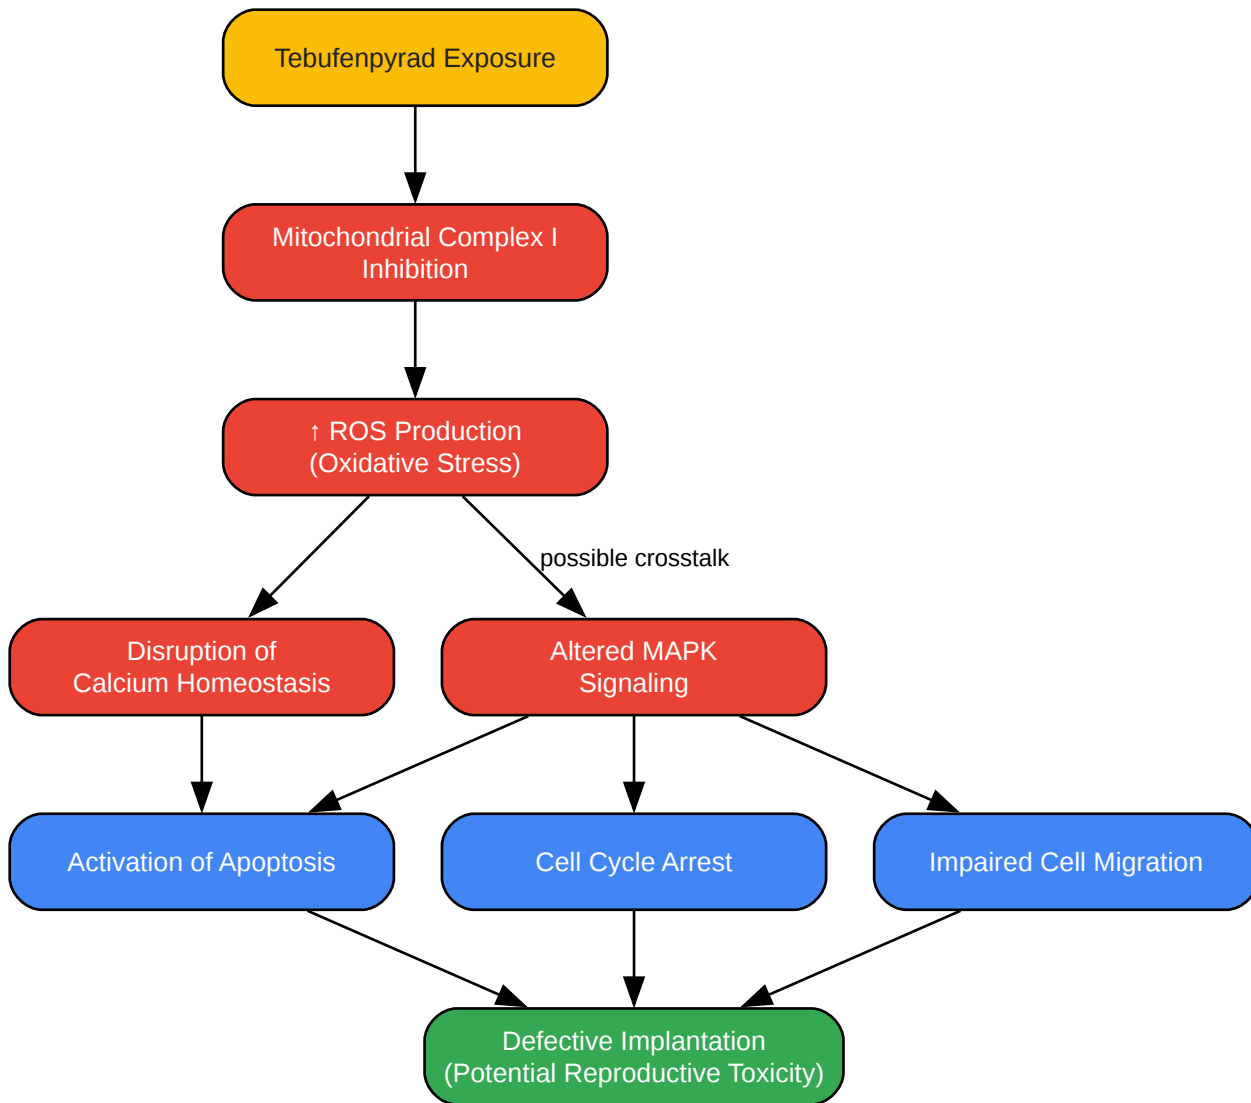 Tebufenpyrad Exposure
Mitochondrial Complex I
Inhibition
↑ ROS Production
(Oxidative Stress)
possible crosstalk
Disruption of
Calcium Homeostasis
Altered MAPK
Signaling
Activation of Apoptosis
Cell Cycle Arrest
Impaired Cell Migration
Defective Implantation
(Potential Reproductive Toxicity)